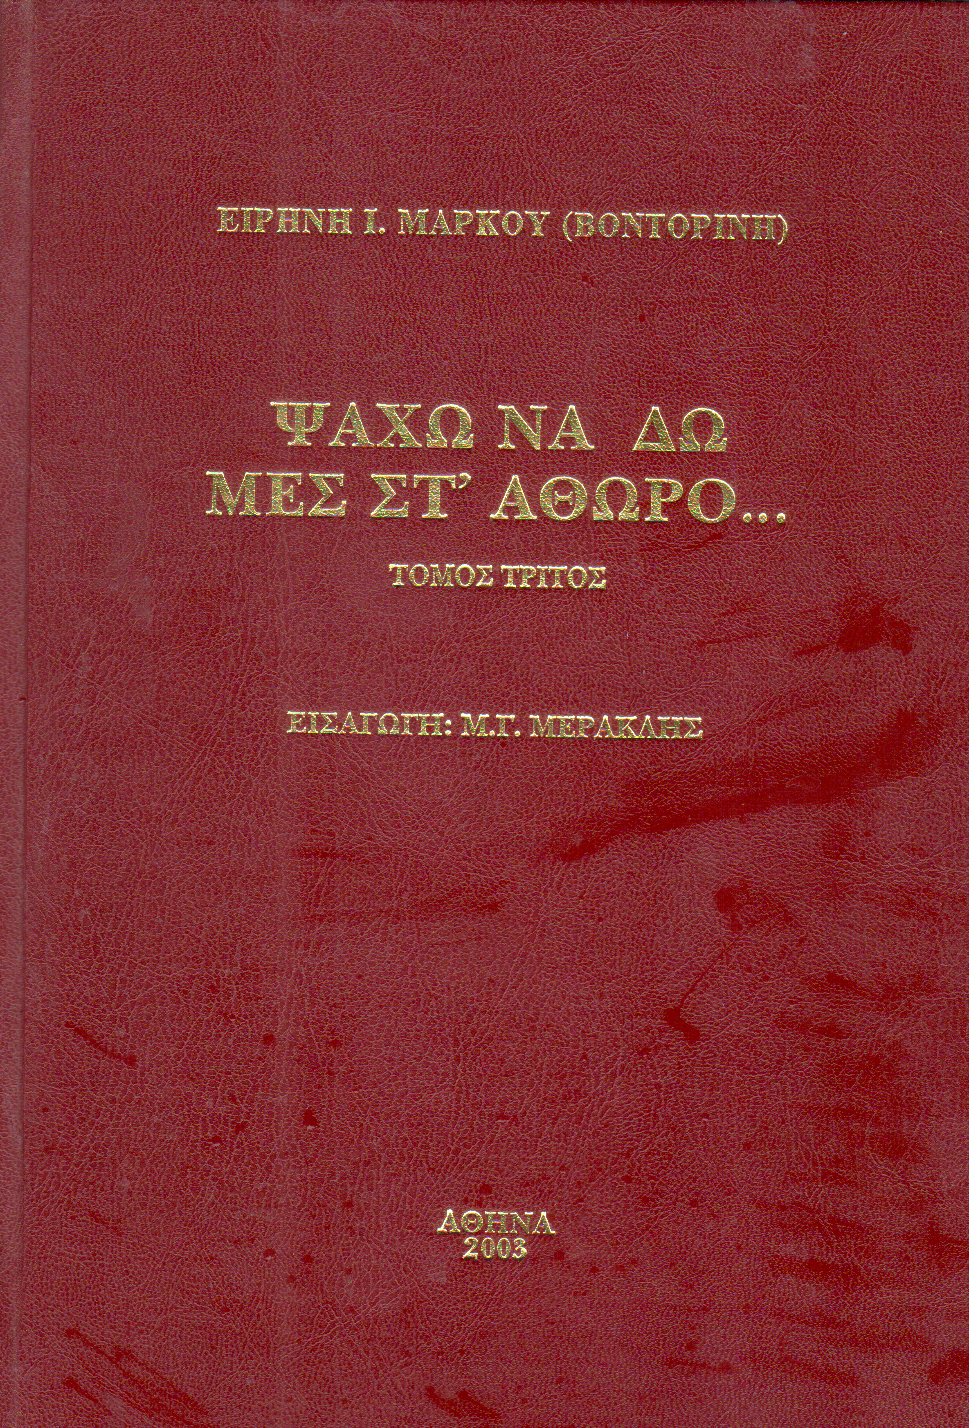 ΕΙΡΗΝΗ Ι. ΜΑΡΚΟΥ (ΒΟΝΤΟΡΙΝΗ)
ΨΑΧΩ ΝΑ ΔΩ
ΜΕΣ ΣΤ' ΑΘΩΡΟ...
ΤΟΜΟΣ ΤΡΙΤΟΣ
ΕΙΣΑΓΩΓΗ: Μ.Γ. ΜΕΡΑΚΛΗΣ
ΑΘΗΝΑ
2003